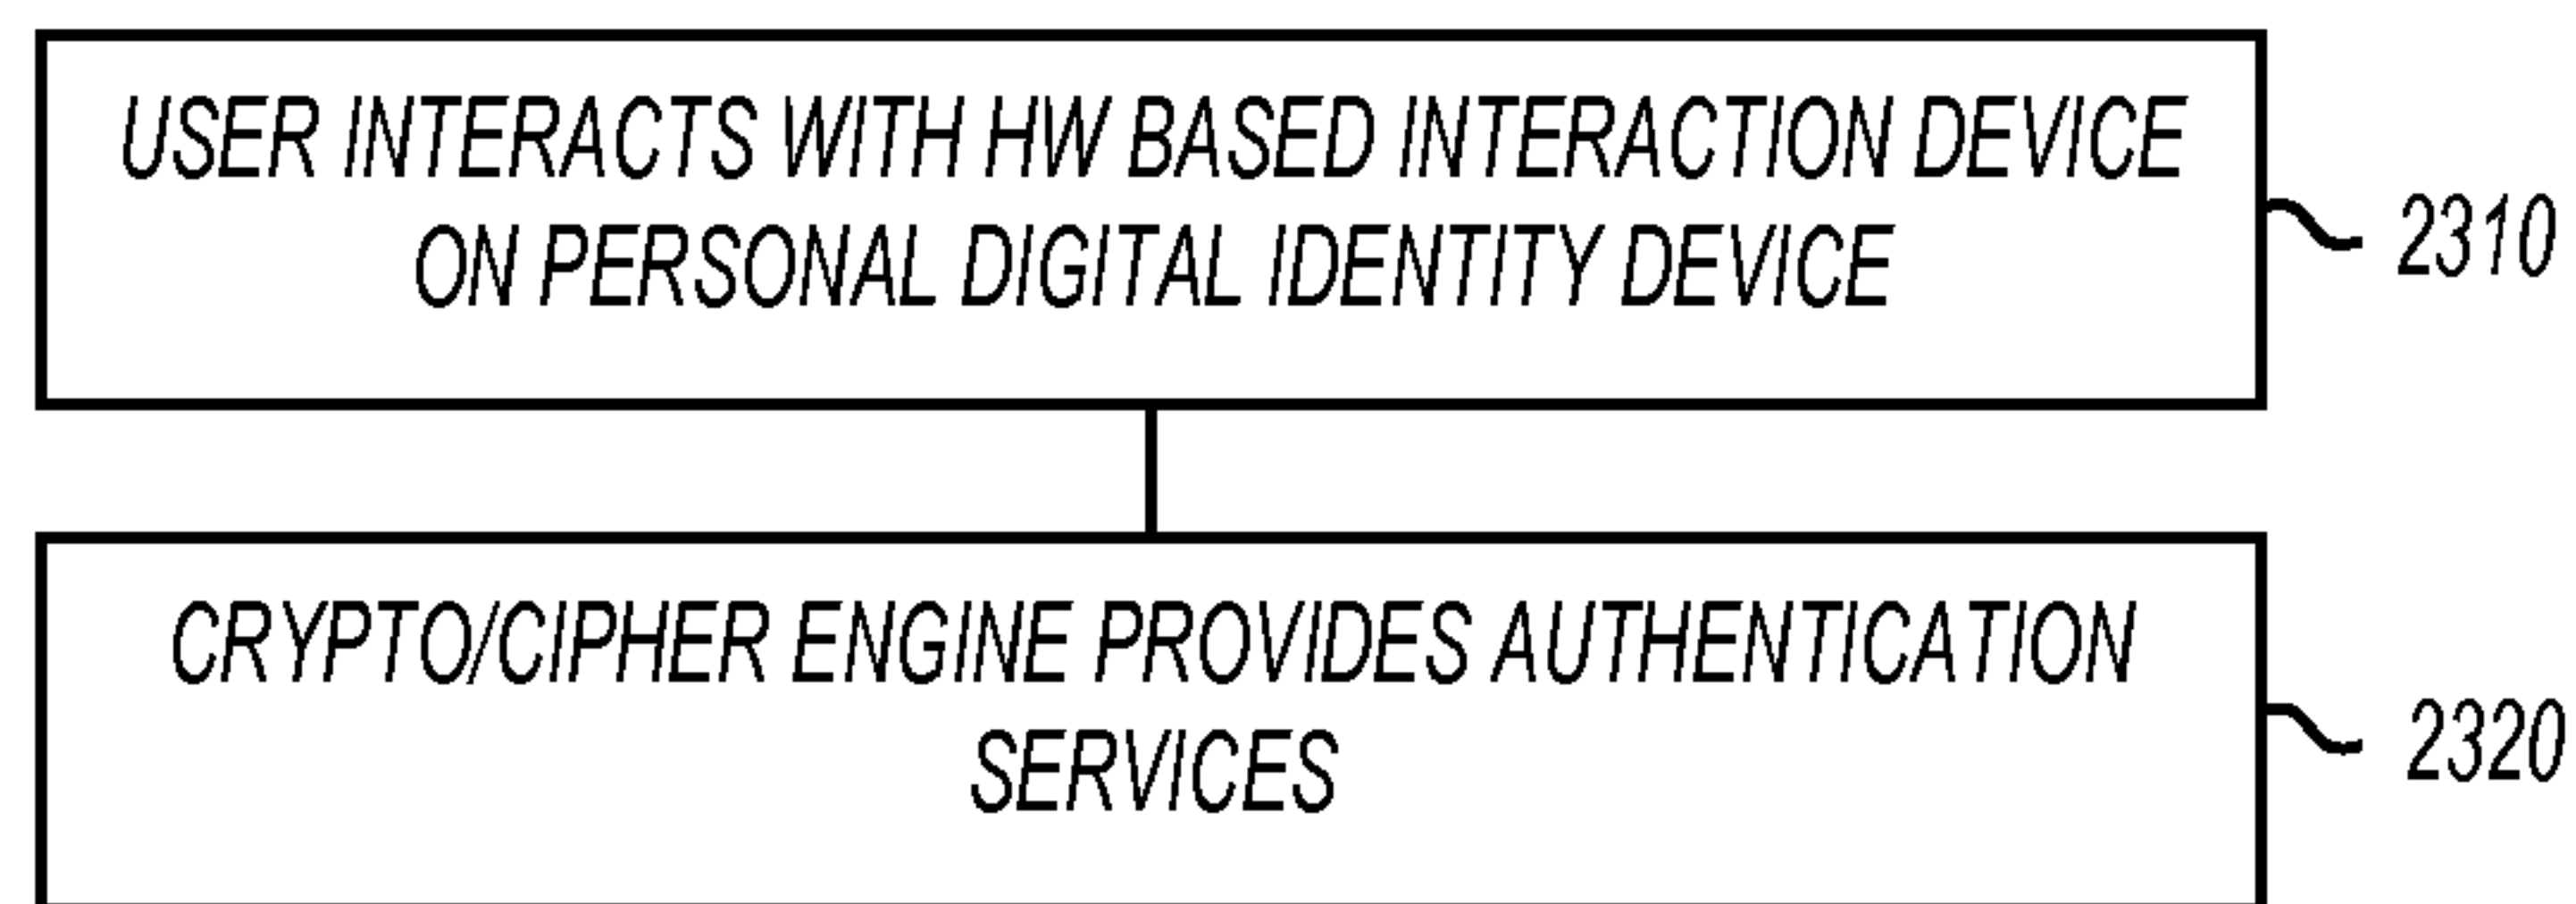 USER INTERACTS WITH HW BASED INTERACTION DEVICE
ON PERSONAL DIGITAL IDENTITY DEVICE
2310
CRYPTO/CIPHER ENGINE PROVIDES AUTHENTICATION
SERVICES
2320